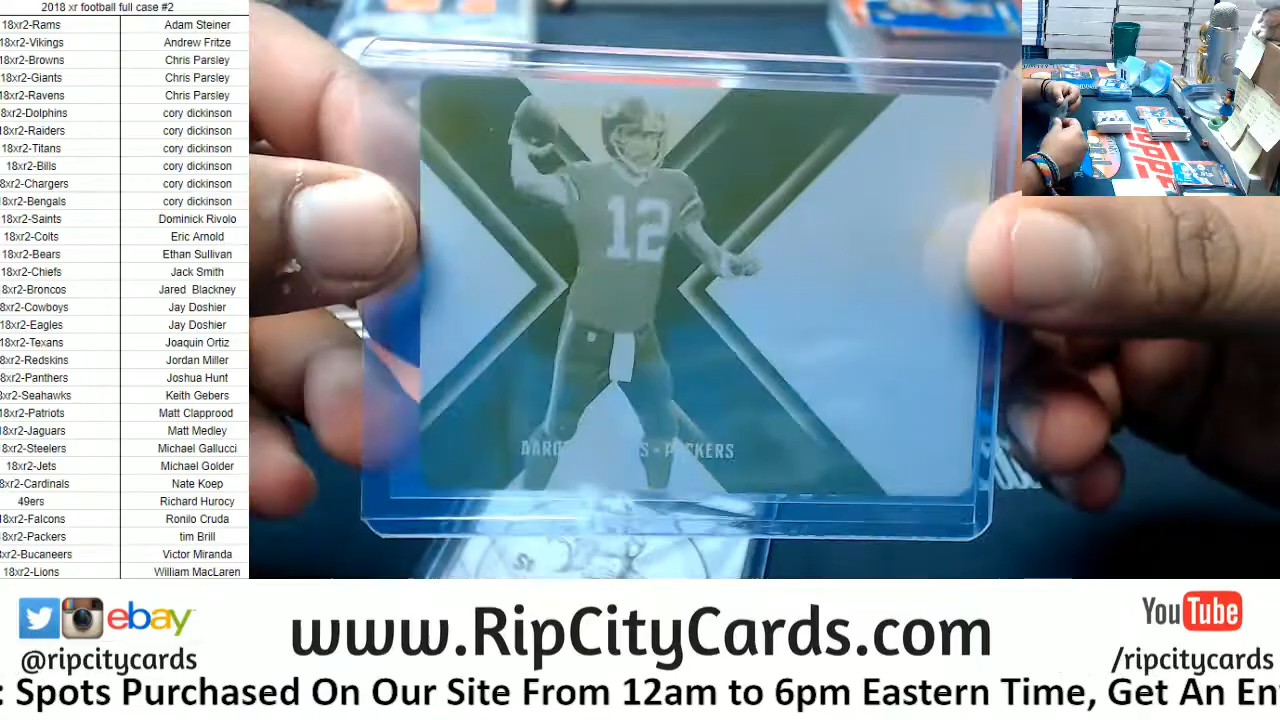 2018 xr football full case #2
18xr2-Rams Adam Steiner
18xr2-Vikings Andrew Fritze
8xr2-Browns Chris Parsley
18xr2-Giants Chris Parsley
8xr2-Ravens Chris Parsley
8xr2-Dolphins cory dickinson
8xr2-Raiders cory dickinson
18xr2-Titans cory dickinson
18xr2-Bills cory dickinson
8xr2-Chargers cory dickinson
8xr2-Bengals cory dickinson
18xr2-Saints Dominick Rivolo
18xr2-Colts Eric Arnold
18xr2-Bears Ethan Sullivan
18xr2-Chiefs Jack Smith
8xr2-Broncos Jared Blackney
8xr2-Cowboys Jay Doshier
18xr2-Eagles Jay Doshier
18xr2-Texans Joaquin Ortiz
8xr2-Redskins Jordan Miller
8xr2-Panthers Joshua Hunt
8xr2-Seahawks Keith Gebers
8xr2-Patriots Matt Clapprood
8xr2-Jaguars Matt Medley
8xr2-Steelers Michael Gallucci
18xr2-Jets Michael Golder
8xr2-Cardinals Nate Koep
49ers Richard Hurocy
18xr2-Falcons Ronilo Cruda
8xr2-Packers tim Brill
8xr2-Bucaneers Victor Miranda
18xr2-Lions William MacLaren
12
PACKERS
TOPPS
ebay
@ripcitycards
www.RipCityCards.com
YouTube
/ripcitycards
: Spots Purchased On Our Site From 12am to 6pm Eastern Time, Get An En